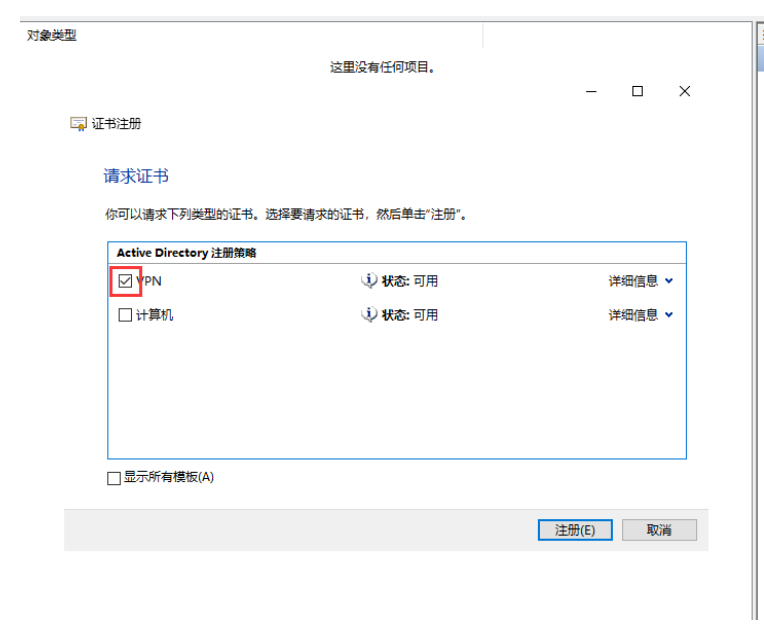 对象类型
这里没有任何项目。
证书注册
请求证书
你可以请求下列类型的证书。选择要请求的证书，然后单击“注册”。
Active Directory 注册策略
VPN 状态: 可用 详细信息
计算机 状态: 可用 详细信息
显示所有模板(A)
注册(E) 取消